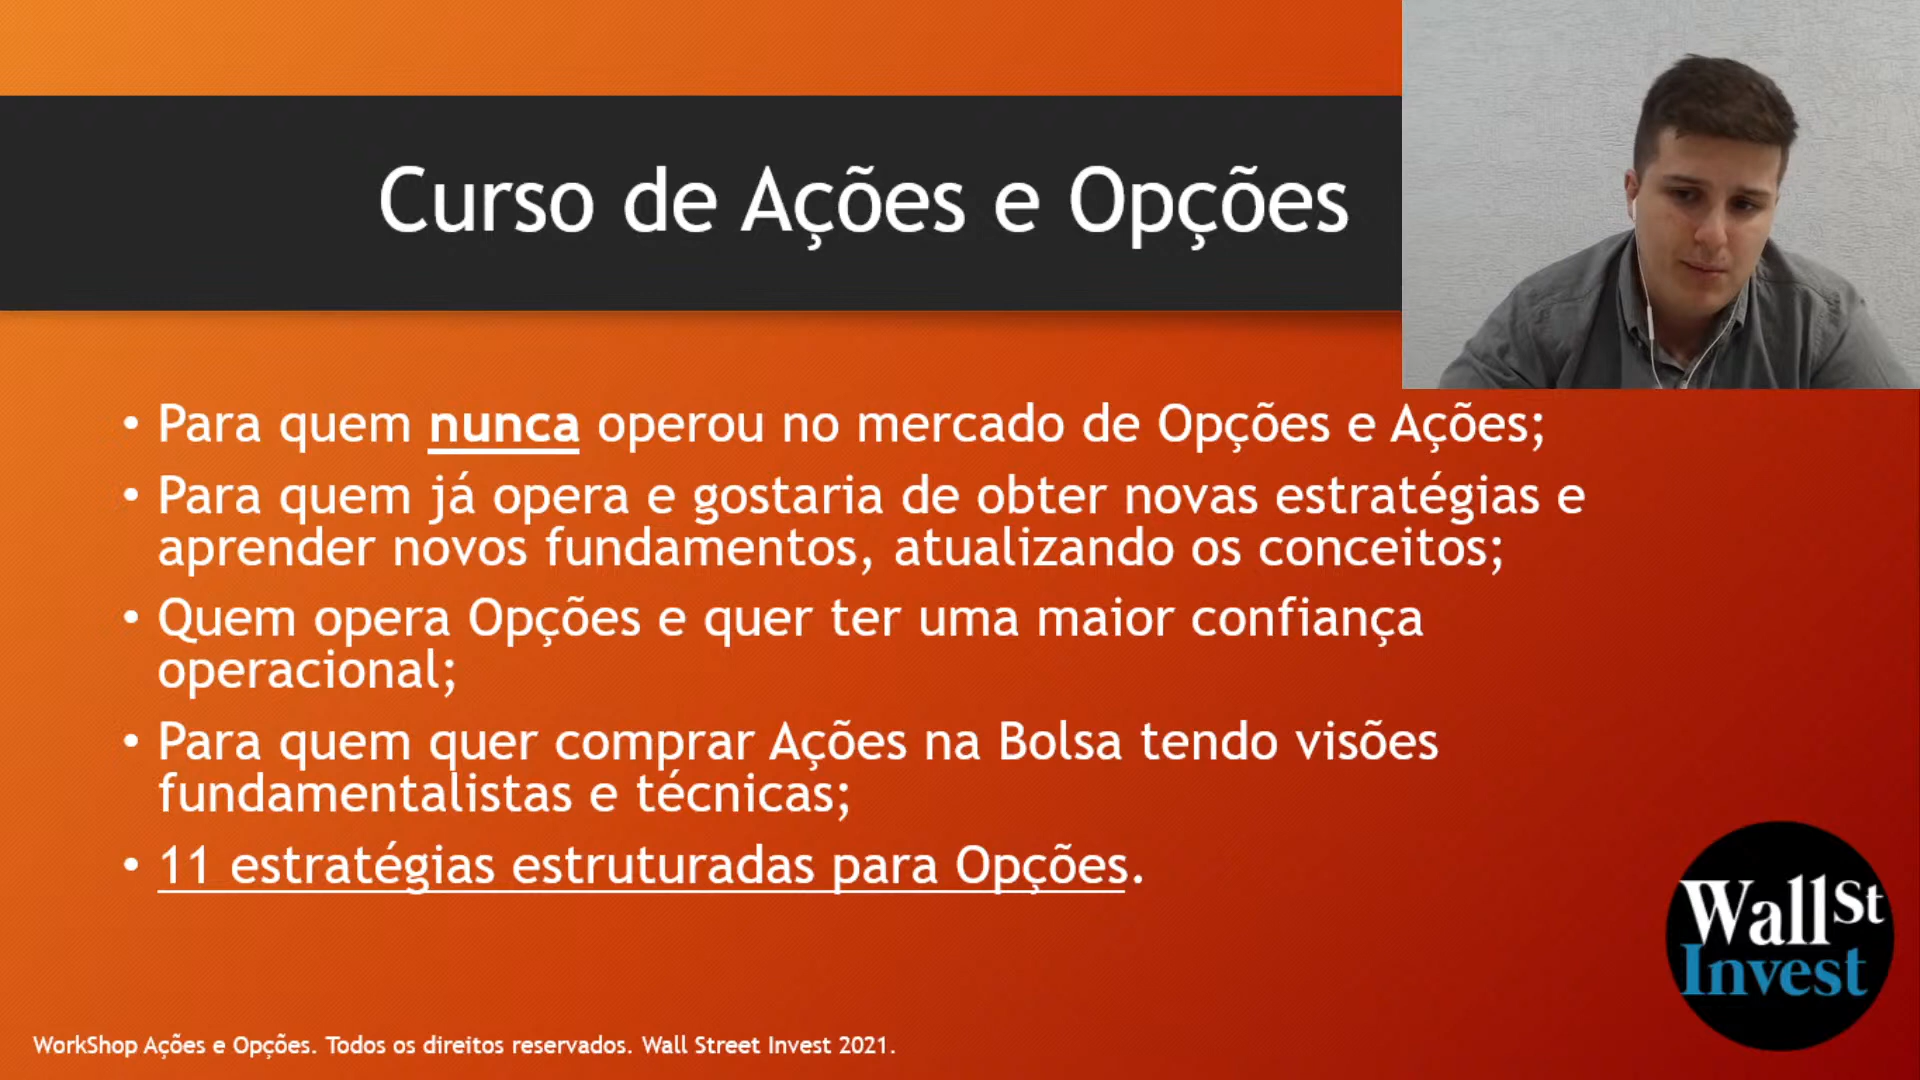 Curso de Ações e Opções
• Para quem nunca operou no mercado de Opções e Ações;
• Para quem já opera e gostaria de obter novas estratégias e
aprender novos fundamentos, atualizando os conceitos;
• Quem opera Opções e quer ter uma maior confiança
operacional;
• Para quem quer comprar Ações na Bolsa tendo visões
fundamentalistas e técnicas;
• 11 estratégias estruturadas para Opções.
Wall St
Invest
WorkShop Ações e Opções. Todos os direitos reservados. Wall Street Invest 2021.